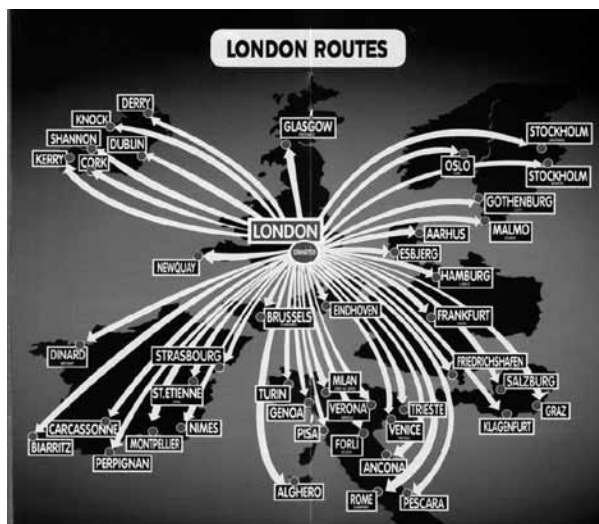 LONDON ROUTES
DERRY
KNOCK
GLASGOW
SHANNON
DUBLIN
KERRY
CORK
STOCKHOLM
OSLO
STOCKHOLM
GOTHENBURG
LONDON
AARHUS
MALMO
NEWQUAY
ESBJERG
HAMBURG
BRUSSELS
EINDHOVEN
FRANKFURT
DINARD
STRASBOURG
FRIEDRICHSHAFEN
ST.ETIENNE
TURIN
MILAN
SALZBURG
GENOA
VERONA
TRIESTE
GRAZ
CARCASSONNE
NIMES
PISA
VENICE
KLAGENFURT
BIARRITZ
MONTPELLIER
FORLI
PERPIGNAN
ANCONA
ALGHERO
ROME
PESCARA